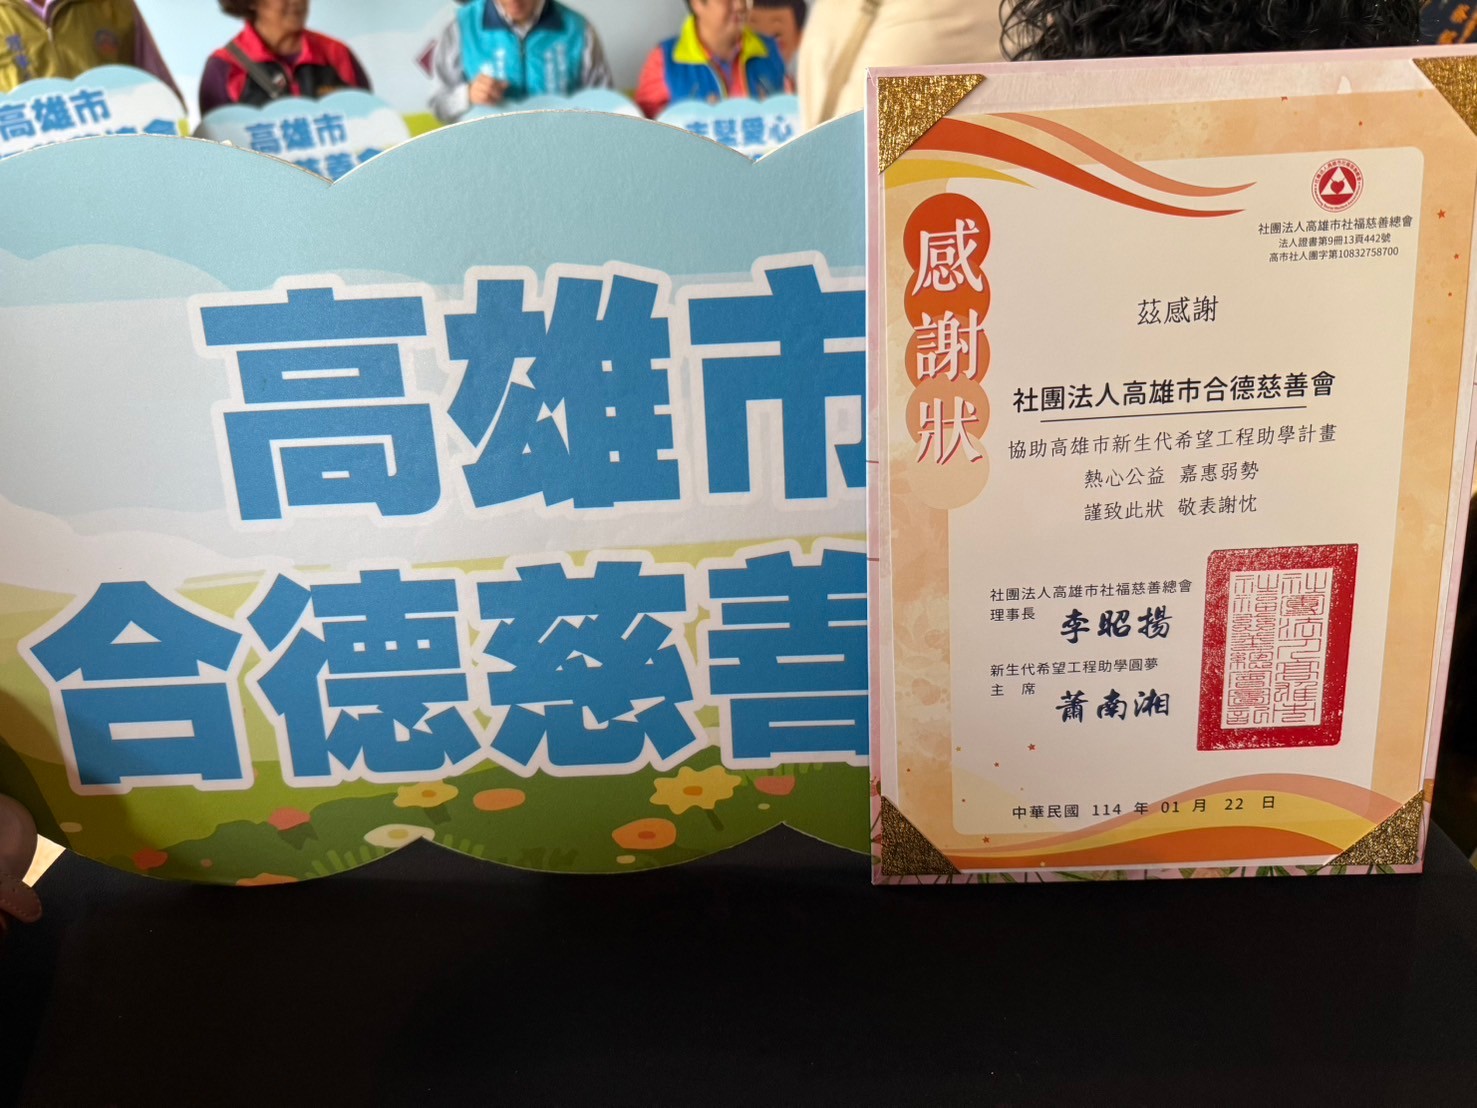 高雄市
高雄市
高雄市
合德慈善
感謝狀
社團法人高雄市社福慈善總會
法人證書第9冊13頁442號
高市社人團字第10832758700
茲感謝
社團法人高雄市合德慈善會
協助高雄市新生代希望工程助學計畫
熱心公益 嘉惠弱勢
謹致此狀 敬表謝忱
社團法人高雄市社福慈善總會
理事長 李昭揚
新生代希望工程助學圓夢
主 席 蕭南湘
中華民國 114 年 01 月 22 日